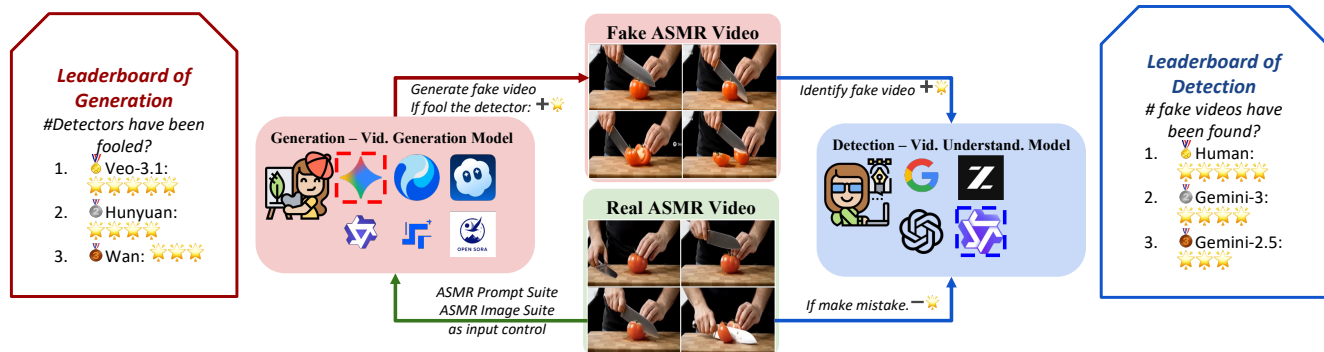 Leaderboard of
Generation
#Detectors have been
fooled?
1. Veo-3.1:
2. Hunyuan:
3. Wan:
Generate fake video
If fool the detector: +
Generation – Vid. Generation Model
OPEN SORA
ASMR Prompt Suite
ASMR Image Suite
as input control
Fake ASMR Video
Real ASMR Video
Identify fake video +
Detection – Vid. Understand. Model
If make mistake. –
Leaderboard of
Detection
# fake videos have
been found?
1. Human:
2. Gemini-3:
3. Gemini-2.5: